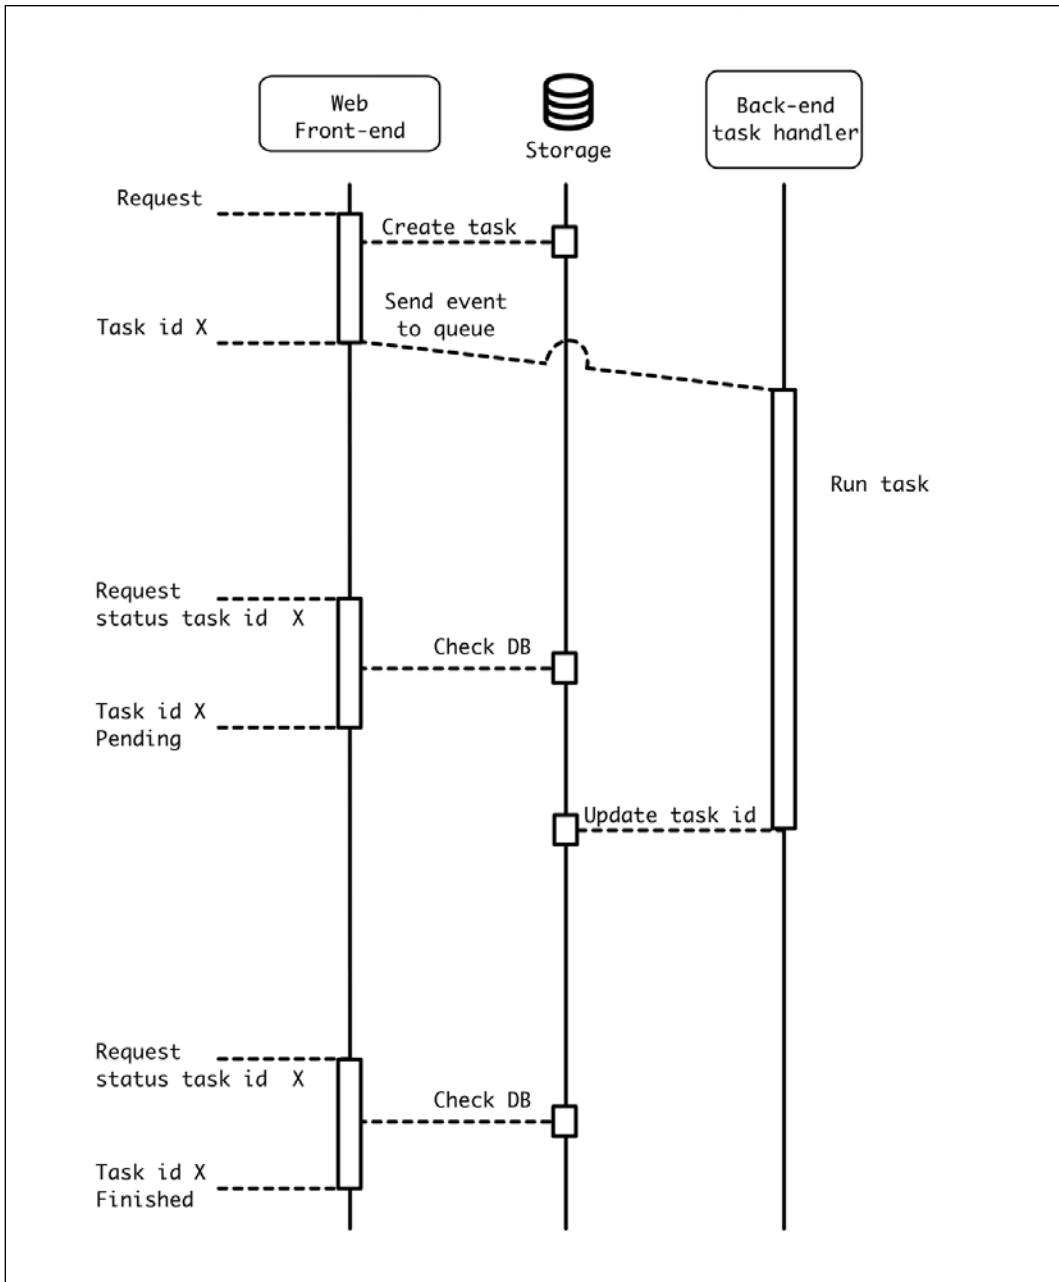 Web
Front-end
Storage
Back-end
task handler
Request
Create task
Send event
to queue
Task id X
Run task
Request
status task id  X
Check DB
Task id X
Pending
Update task id
Request
status task id  X
Check DB
Task id X
Finished